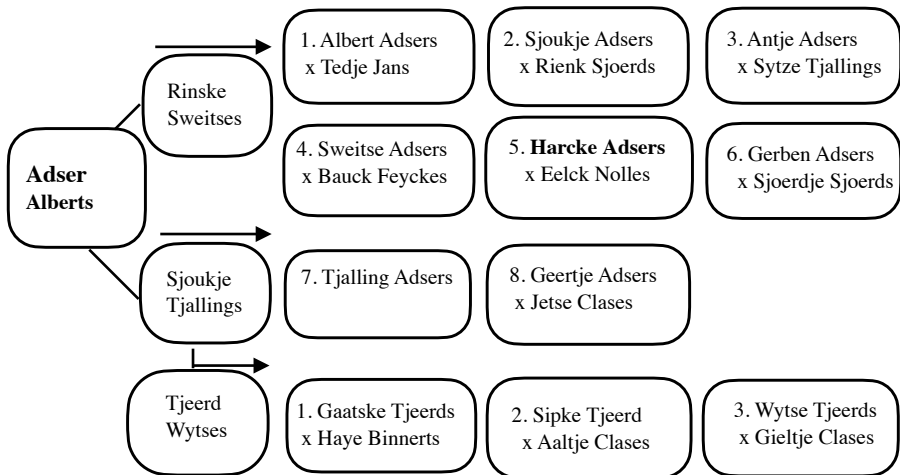 1. Albert Adsers
x Tedje Jans
2. Sjoukje Adsers
x Rienk Sjoerds
3. Antje Adsers
x Sytze Tjallings
Rinske
Sweitses
4. Sweitse Adsers
x Bauck Feyckes
5. Harcke Adsers
x Eelck Nolles
6. Gerben Adsers
x Sjoerdje Sjoerds
Adser
Alberts
Sjoukje
Tjallings
7. Tjalling Adsers
8. Geertje Adsers
x Jetse Clases
Tjeerd
Wytses
1. Gaatske Tjeerds
x Haye Binnerts
2. Sipke Tjeerd
x Aaltje Clases
3. Wytse Tjeerds
x Gieltje Clases